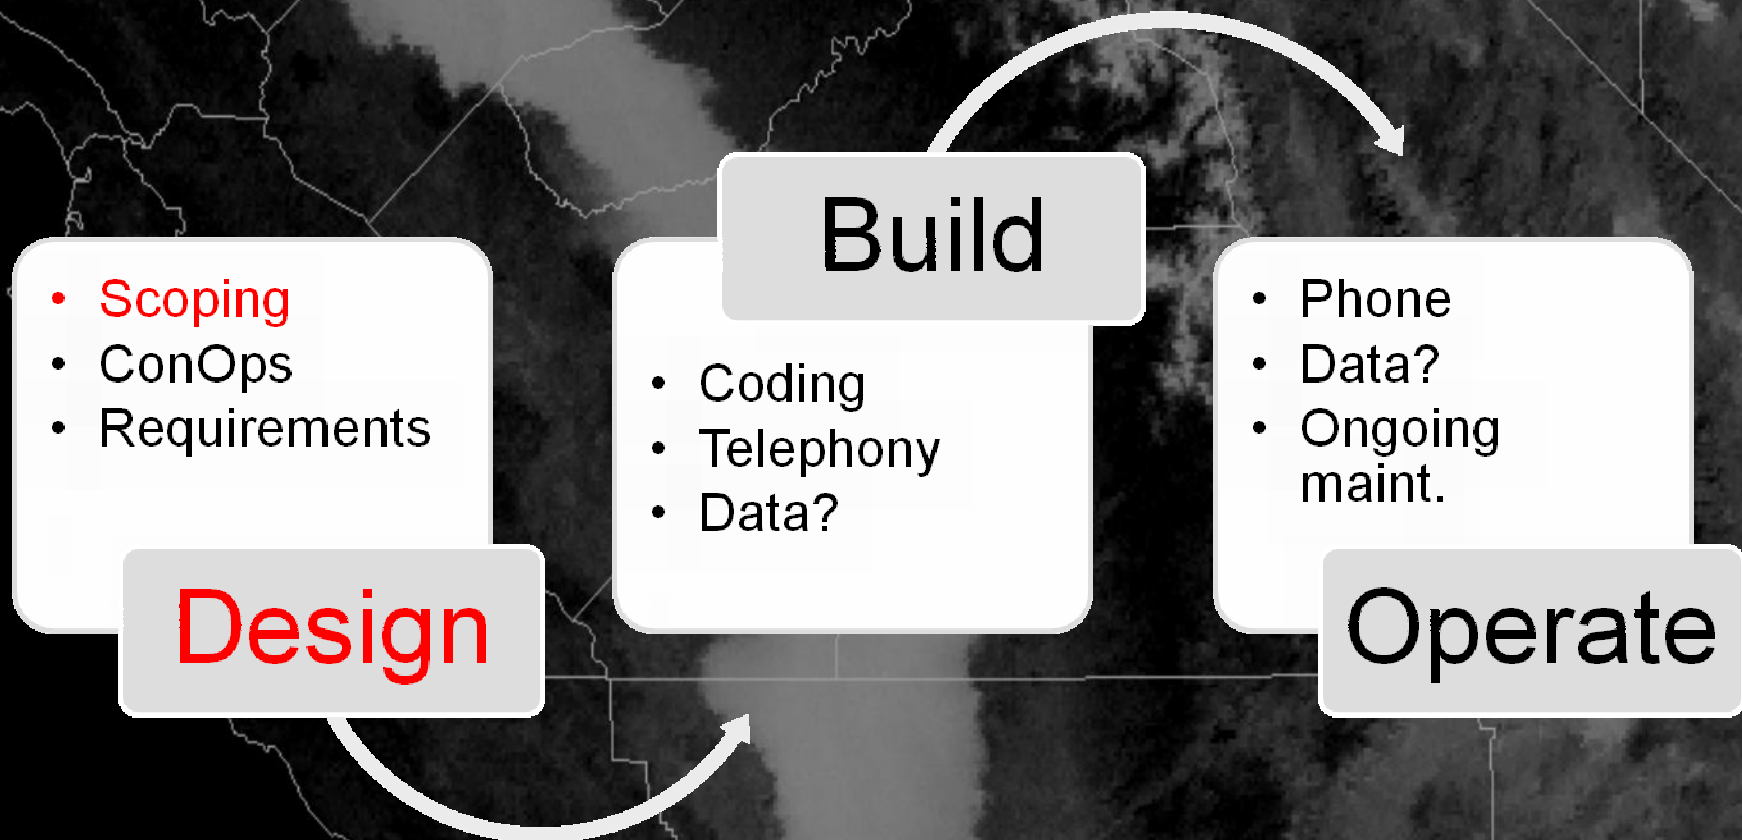 • Scoping
• ConOps
• Requirements
Design
Build
• Coding
• Telephony
• Data?
• Phone
• Data?
• Ongoing
maint.
Operate